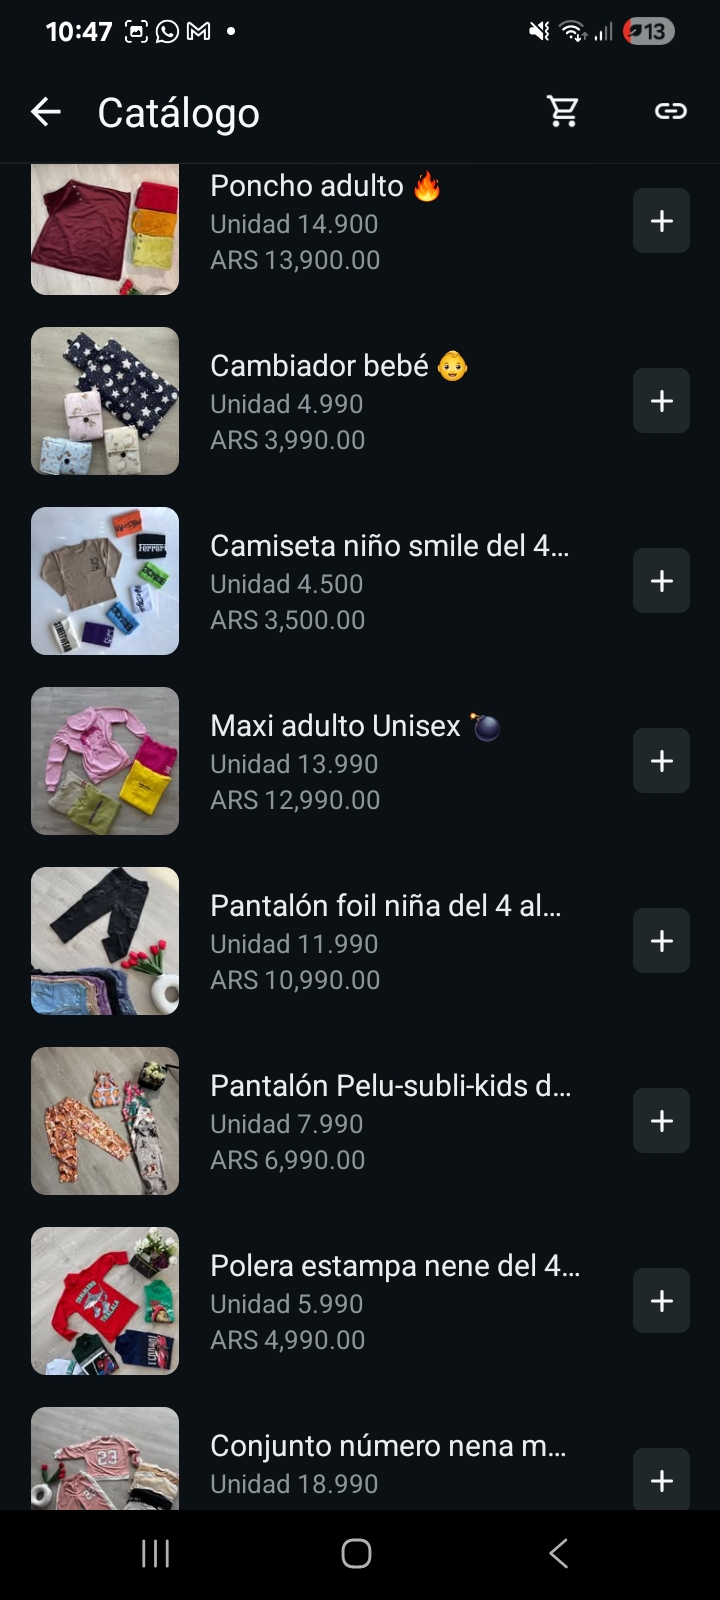 10:47
13
Catálogo
Poncho adulto 🔥
Unidad 14.900
ARS 13,900.00
Cambiador bebé 👶
Unidad 4.990
ARS 3,990.00
Ferrari
Camiseta niño smile del 4...
Unidad 4.500
ARS 3,500.00
Maxi adulto Unisex 💣
Unidad 13.990
ARS 12,990.00
Pantalón foil niña del 4 al...
Unidad 11.990
ARS 10,990.00
Pantalón Pelu-subli-kids d...
Unidad 7.990
ARS 6,990.00
Polera estampa nene del 4...
Unidad 5.990
ARS 4,990.00
23
Conjunto número nena m...
Unidad 18.990